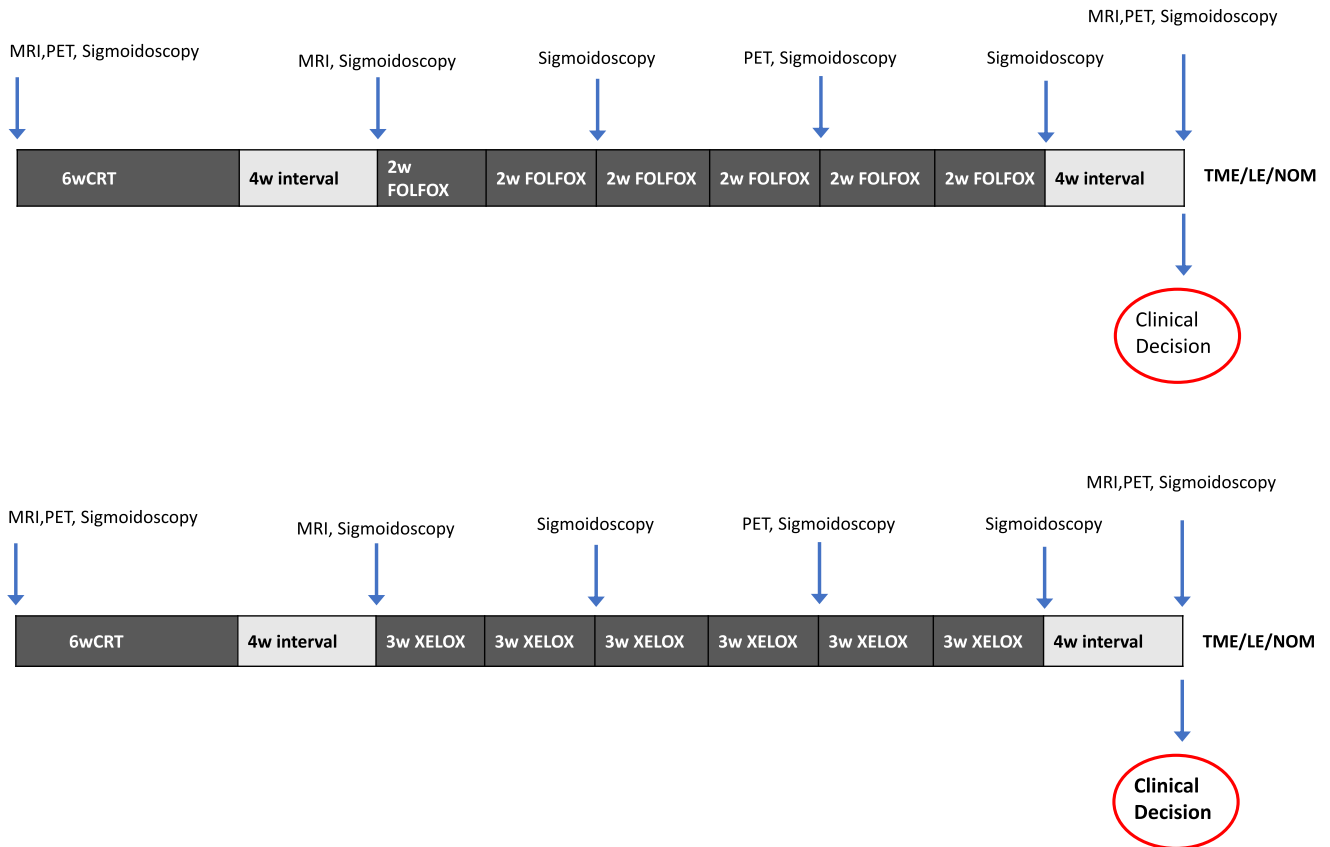 MRI,PET, Sigmoidoscopy
MRI, Sigmoidoscopy
Sigmoidoscopy
PET, Sigmoidoscopy
Sigmoidoscopy
MRI,PET, Sigmoidoscopy
6wCRT
4w interval
2w
FOLFOX
2w FOLFOX
2w FOLFOX
2w FOLFOX
2w FOLFOX
2w FOLFOX
4w interval
TME/LE/NOM
Clinical
Decision
MRI,PET, Sigmoidoscopy
MRI, Sigmoidoscopy
Sigmoidoscopy
PET, Sigmoidoscopy
Sigmoidoscopy
MRI,PET, Sigmoidoscopy
6wCRT
4w interval
3w XELOX
3w XELOX
3w XELOX
3w XELOX
3w XELOX
3w XELOX
4w interval
TME/LE/NOM
Clinical
Decision